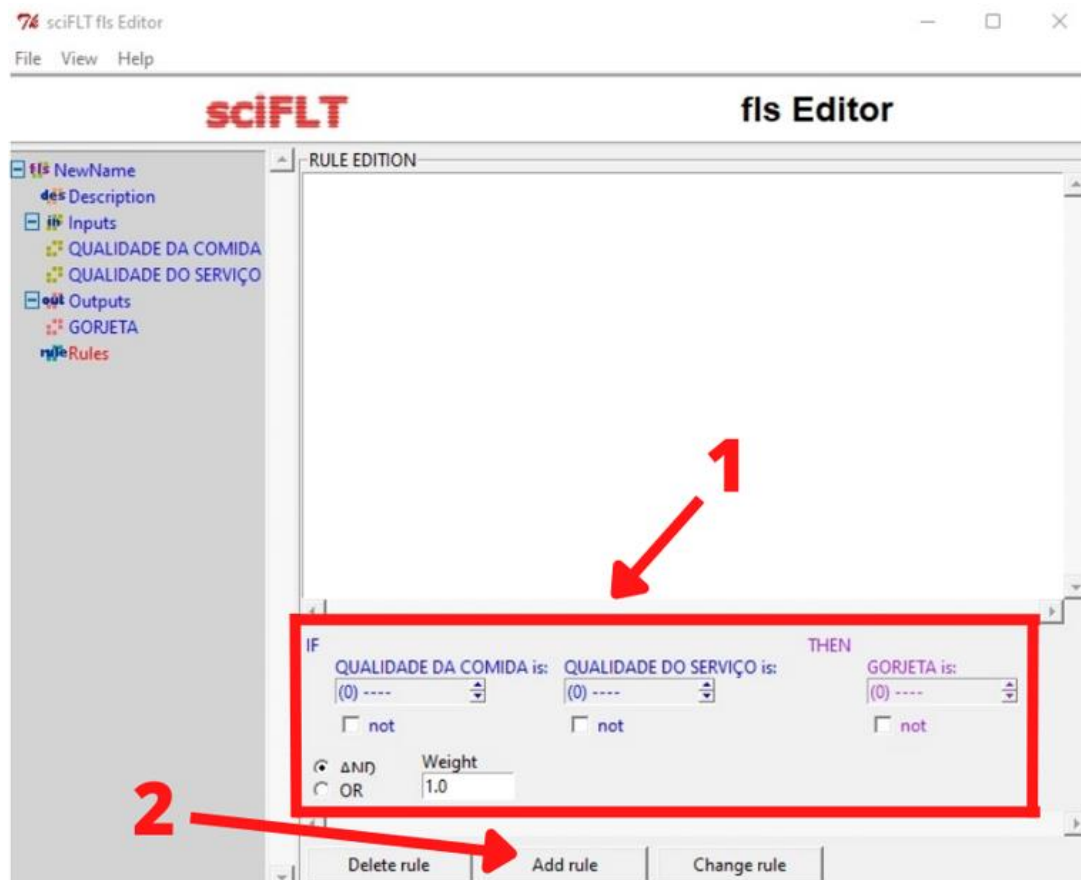 sciFLT fls Editor
File View Help
sciFLT fls Editor
fls NewName
des Description
in Inputs
QUALIDADE DA COMIDA
QUALIDADE DO SERVIÇO
out Outputs
GORJETA
rule Rules
RULE EDITION
1
IF THEN
QUALIDADE DA COMIDA is: QUALIDADE DO SERVIÇO is: GORJETA is:
(0) ---- (0) ---- (0) ----
not not not
AND Weight
OR 1.0
2
Delete rule Add rule Change rule